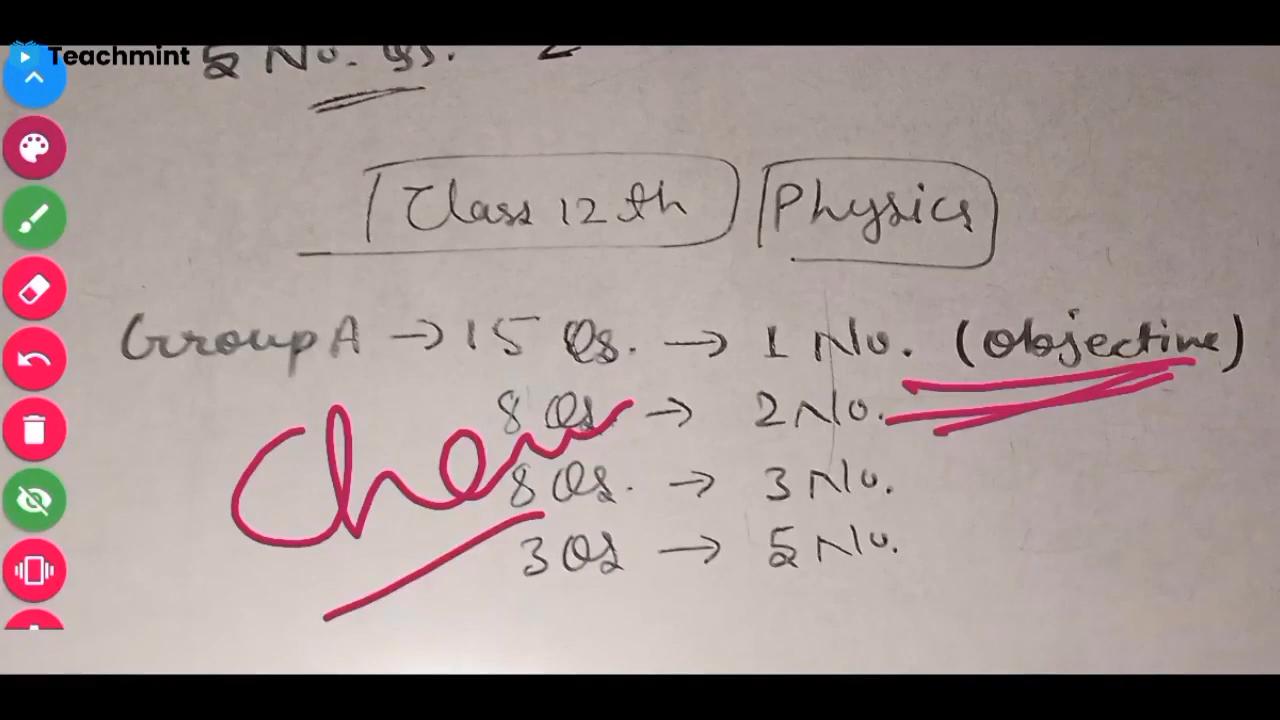 Teachmint
5 No. Qs.
Class 12th Physics
Group A → 15 Qs. → 1 No. (Objective)
8 Qs → 2 No.
Chem
8 Qs. → 3 No.
3 Qs → 5 No.